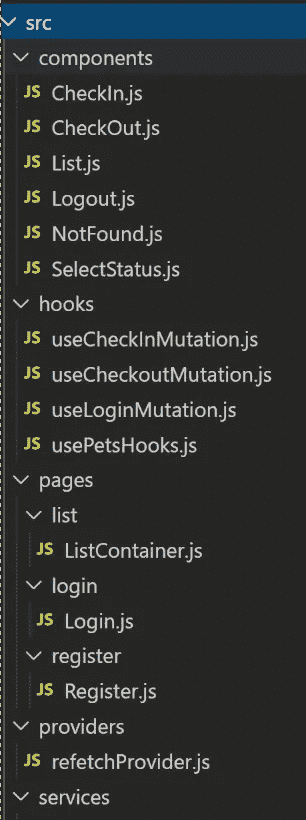 src
components
JS CheckIn.js
JS CheckOut.js
JS List.js
JS Logout.js
JS NotFound.js
JS SelectStatus.js
hooks
JS useCheckInMutation.js
JS useCheckoutMutation.js
JS useLoginMutation.js
JS usePetsHooks.js
pages
list
JS ListContainer.js
login
JS Login.js
register
JS Register.js
providers
JS refetchProvider.js
services